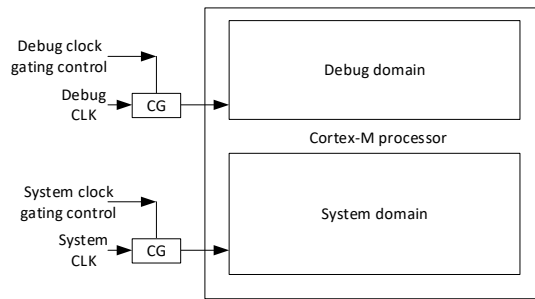 Debug clock
gating control
Debug
CLK
CG
Debug domain
Cortex-M processor
System clock
gating control
System
CLK
CG
System domain